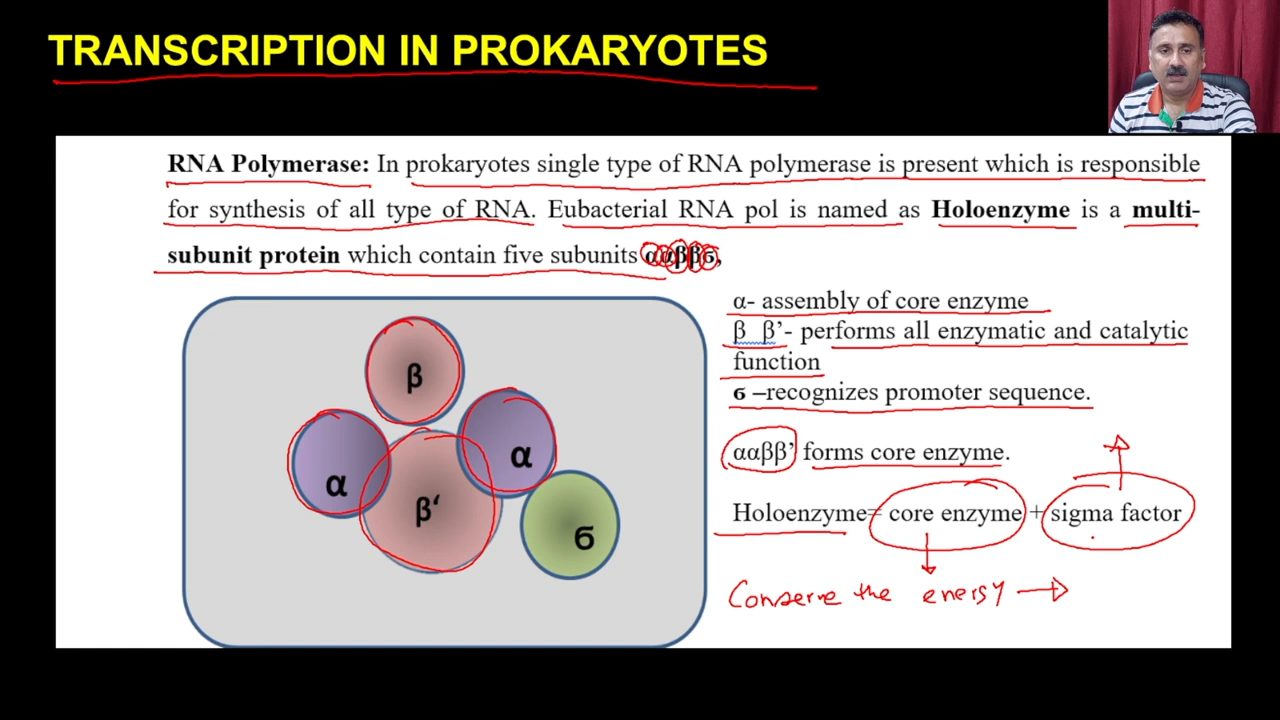 TRANSCRIPTION IN PROKARYOTES
RNA Polymerase: In prokaryotes single type of RNA polymerase is present which is responsible
for synthesis of all type of RNA. Eubacterial RNA pol is named as Holoenzyme is a multi-
subunit protein which contain five subunits ααββϭ,
β
α
α
β‘
ϭ
α- assembly of core enzyme
β β’- performs all enzymatic and catalytic
function
ϭ –recognizes promoter sequence.
ααββ’ forms core enzyme.
Holoenzyme= core enzyme + sigma factor
Conserve the energy